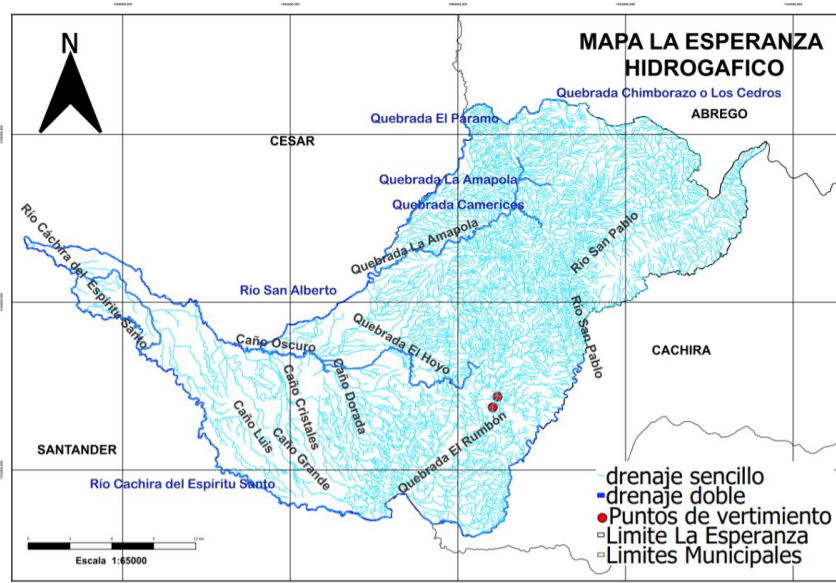 MAPA LA ESPERANZA
HIDROGAFICO
N
Quebrada Chimborazo o Los Cedros
ABREGO
Quebrada El Páramo
CESAR
Quebrada La Amapola
Quebrada Camerices
Quebrada La Amapola
Río San Pablo
Río Cáchira del Espíritu Santo
Río San Alberto
Río San Pablo
Caño Oscuro
Quebrada El Hoyo
CACHIRA
Caño Dorada
Caño Cristales
Caño Luis
Caño Grande
Quebrada El Rumbón
SANTANDER
Río Cachira del Espíritu Santo
drenaje sencillo
drenaje doble
Puntos de vertimiento
Limite La Esperanza
Limites Municipales
Escala 1:65000